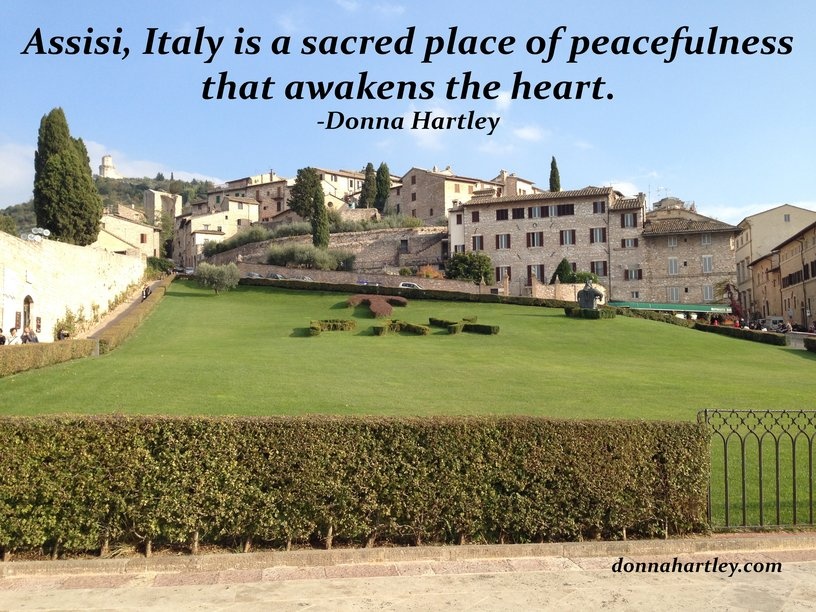 Assisi, Italy is a sacred place of peacefulness
that awakens the heart.
-Donna Hartley
donnahartley.com